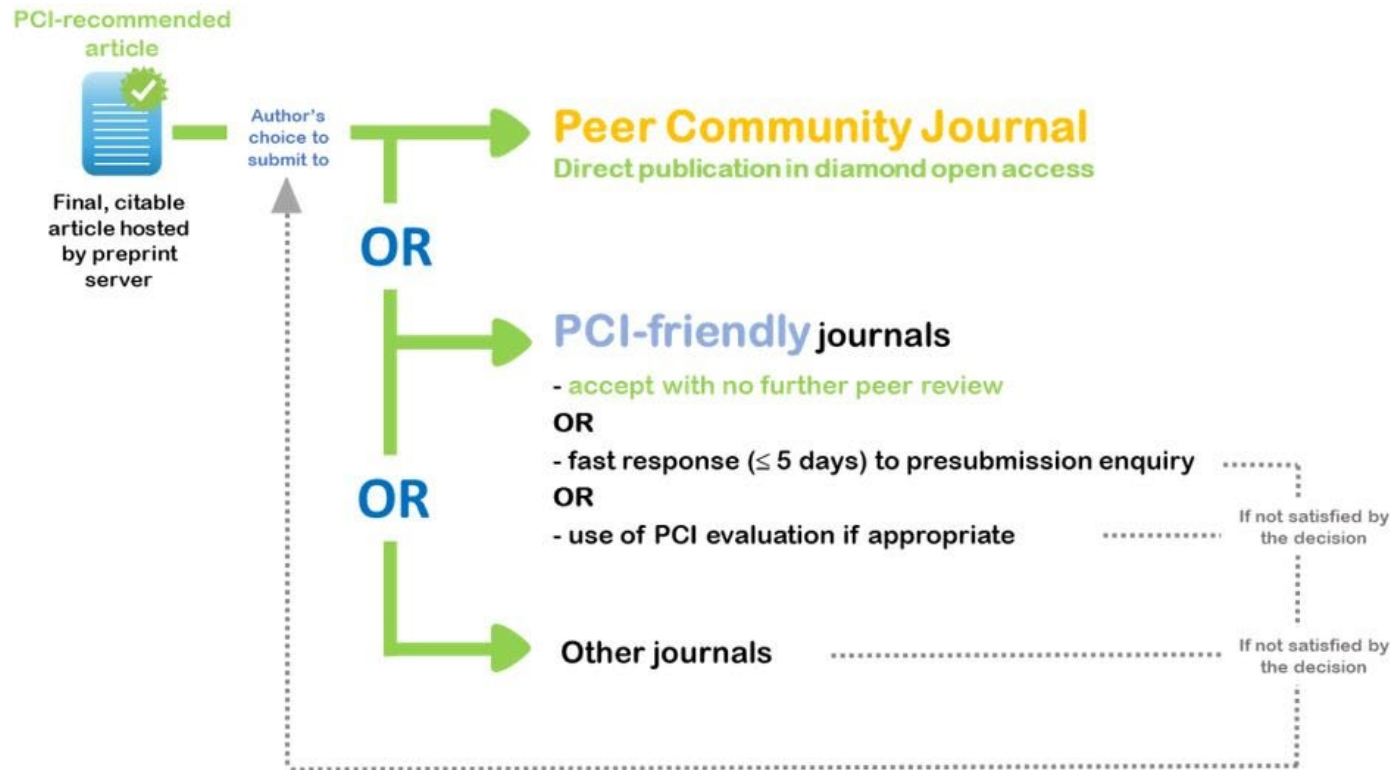 PCI-recommended
article
Author's
choice to
submit to
Final, citable
article hosted
by preprint
server
Peer Community Journal
Direct publication in diamond open access
OR
PCI-friendly journals
- accept with no further peer review
OR
- fast response (≤ 5 days) to presubmission enquiry
OR
- use of PCI evaluation if appropriate
If not satisfied by
the decision
OR
Other journals
If not satisfied by
the decision